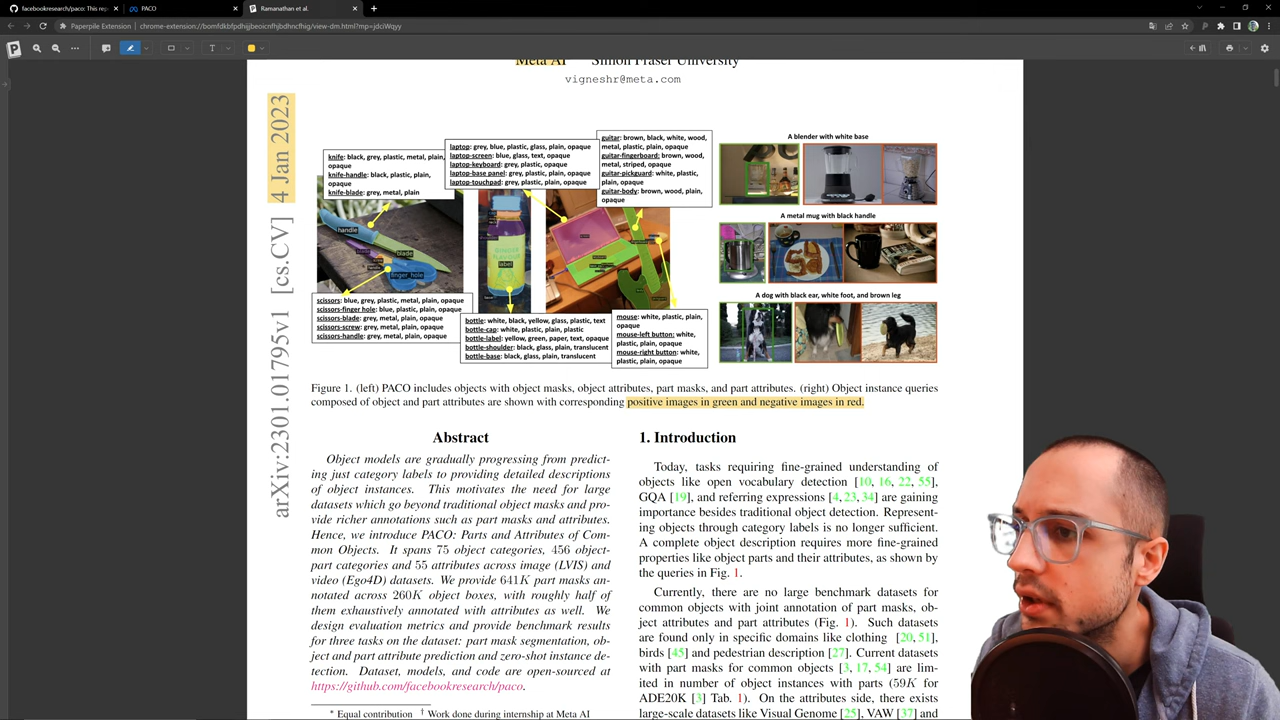 facebookresearch/paco: This rep
PACO
Ramanathan et al.
Paperpile Extension | chrome-extension://bomfdkbfpdhijjbeoicnfhjbdhncfhig/view-dm.html?mp=jdciWqyy
Meta AI Simon Fraser University
vigneshr@meta.com
arXiv:2301.01795v1 [cs.CV] 4 Jan 2023
knife: black, grey, plastic, metal, plain,
opaque
knife-handle: black, plastic, plain,
opaque
knife-blade: grey, metal, plain
laptop: grey, blue, plastic, glass, plain, opaque
laptop-screen: blue, glass, text, opaque
laptop-keyboard: grey, plastic, opaque
laptop-base panel: grey, plastic, plain, opaque
laptop-touchpad: grey, plastic, plain, opaque
guitar: brown, black, white, wood,
metal, plastic, plain, opaque
guitar-fingerboard: brown, wood,
metal, striped, opaque
guitar-pickguard: white, plastic,
plain, opaque
guitar-body: brown, wood, plain,
opaque
handle
blade
finger_hole
label
scissors: blue, grey, plastic, metal, plain, opaque
scissors-finger hole: blue, plastic, plain, opaque
scissors-blade: grey, metal, plain, opaque
scissors-screw: grey, metal, plain, opaque
scissors-handle: grey, metal, plain, opaque
bottle: white, black, yellow, glass, plastic, text
bottle-cap: white, plastic, plain, plastic
bottle-label: yellow, green, paper, text, opaque
bottle-shoulder: black, glass, plain, translucent
bottle-base: black, glass, plain, translucent
mouse: white, plastic, plain,
opaque
mouse-left button: white,
plastic, plain, opaque
mouse-right button: white,
plastic, plain, opaque
A blender with white base
A metal mug with black handle
A dog with black ear, white foot, and brown leg
Figure 1. (left) PACO includes objects with object masks, object attributes, part masks, and part attributes. (right) Object instance queries
composed of object and part attributes are shown with corresponding positive images in green and negative images in red.
Abstract
Object models are gradually progressing from predict-
ing just category labels to providing detailed descriptions
of object instances. This motivates the need for large
datasets which go beyond traditional object masks and pro-
vide richer annotations such as part masks and attributes.
Hence, we introduce PACO: Parts and Attributes of Com-
mon Objects. It spans 75 object categories, 456 object-
part categories and 55 attributes across image (LVIS) and
video (Ego4D) datasets. We provide 641K part masks an-
notated across 260K object boxes, with roughly half of
them exhaustively annotated with attributes as well. We
design evaluation metrics and provide benchmark results
for three tasks on the dataset: part mask segmentation, ob-
ject and part attribute prediction and zero-shot instance de-
tection. Dataset, models, and code are open-sourced at
https://github.com/facebookresearch/paco.
* Equal contribution † Work done during internship at Meta AI
1. Introduction
Today, tasks requiring fine-grained understanding of
objects like open vocabulary detection [10, 16, 22, 55],
GQA [19], and referring expressions [4, 23, 34] are gaining
importance besides traditional object detection. Represent-
ing objects through category labels is no longer sufficient.
A complete object description requires more fine-grained
properties like object parts and their attributes, as shown by
the queries in Fig. 1.
Currently, there are no large benchmark datasets for
common objects with joint annotation of part masks, ob-
ject attributes and part attributes (Fig. 1). Such datasets
are found only in specific domains like clothing [20, 51],
birds [45] and pedestrian description [27]. Current datasets
with part masks for common objects [3, 17, 54] are lim-
ited in number of object instances with parts (59K for
ADE20K [3] Tab. 1). On the attributes side, there exists
large-scale datasets like Visual Genome [25], VAW [37] and